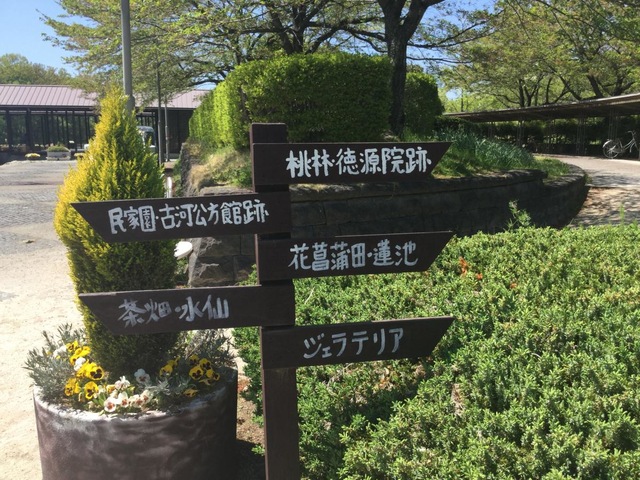 桃林・徳源院跡
民家園・古河公方館跡
花菖蒲田・蓮池
茶畑・水仙
ジェラテリア